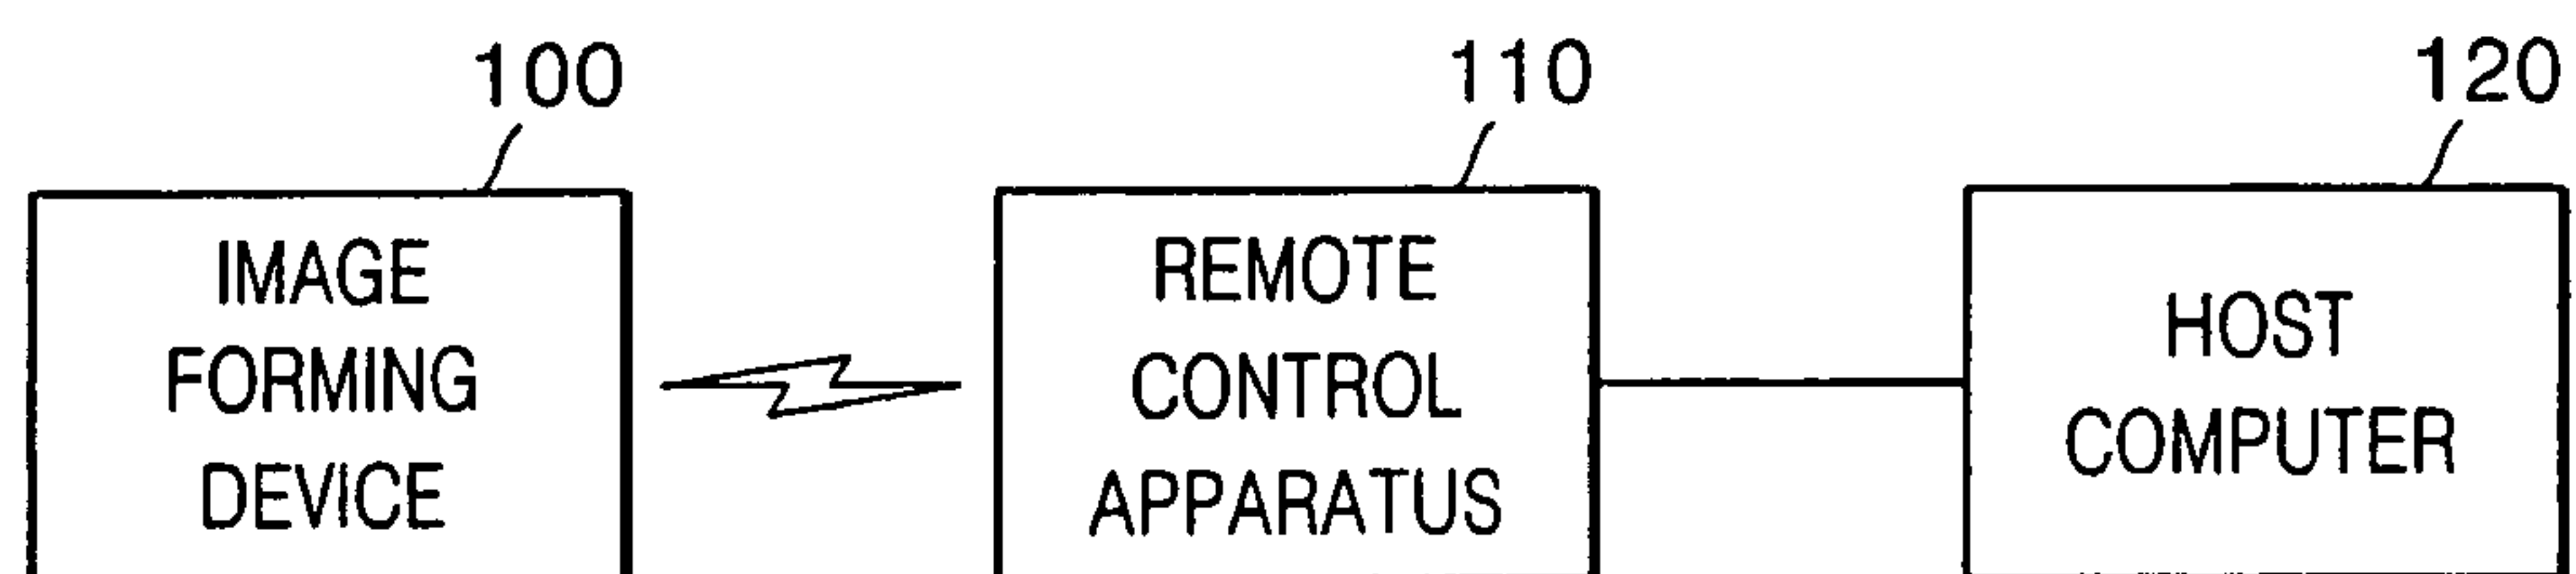 100
110
120
IMAGE
FORMING
DEVICE
REMOTE
CONTROL
APPARATUS
HOST
COMPUTER